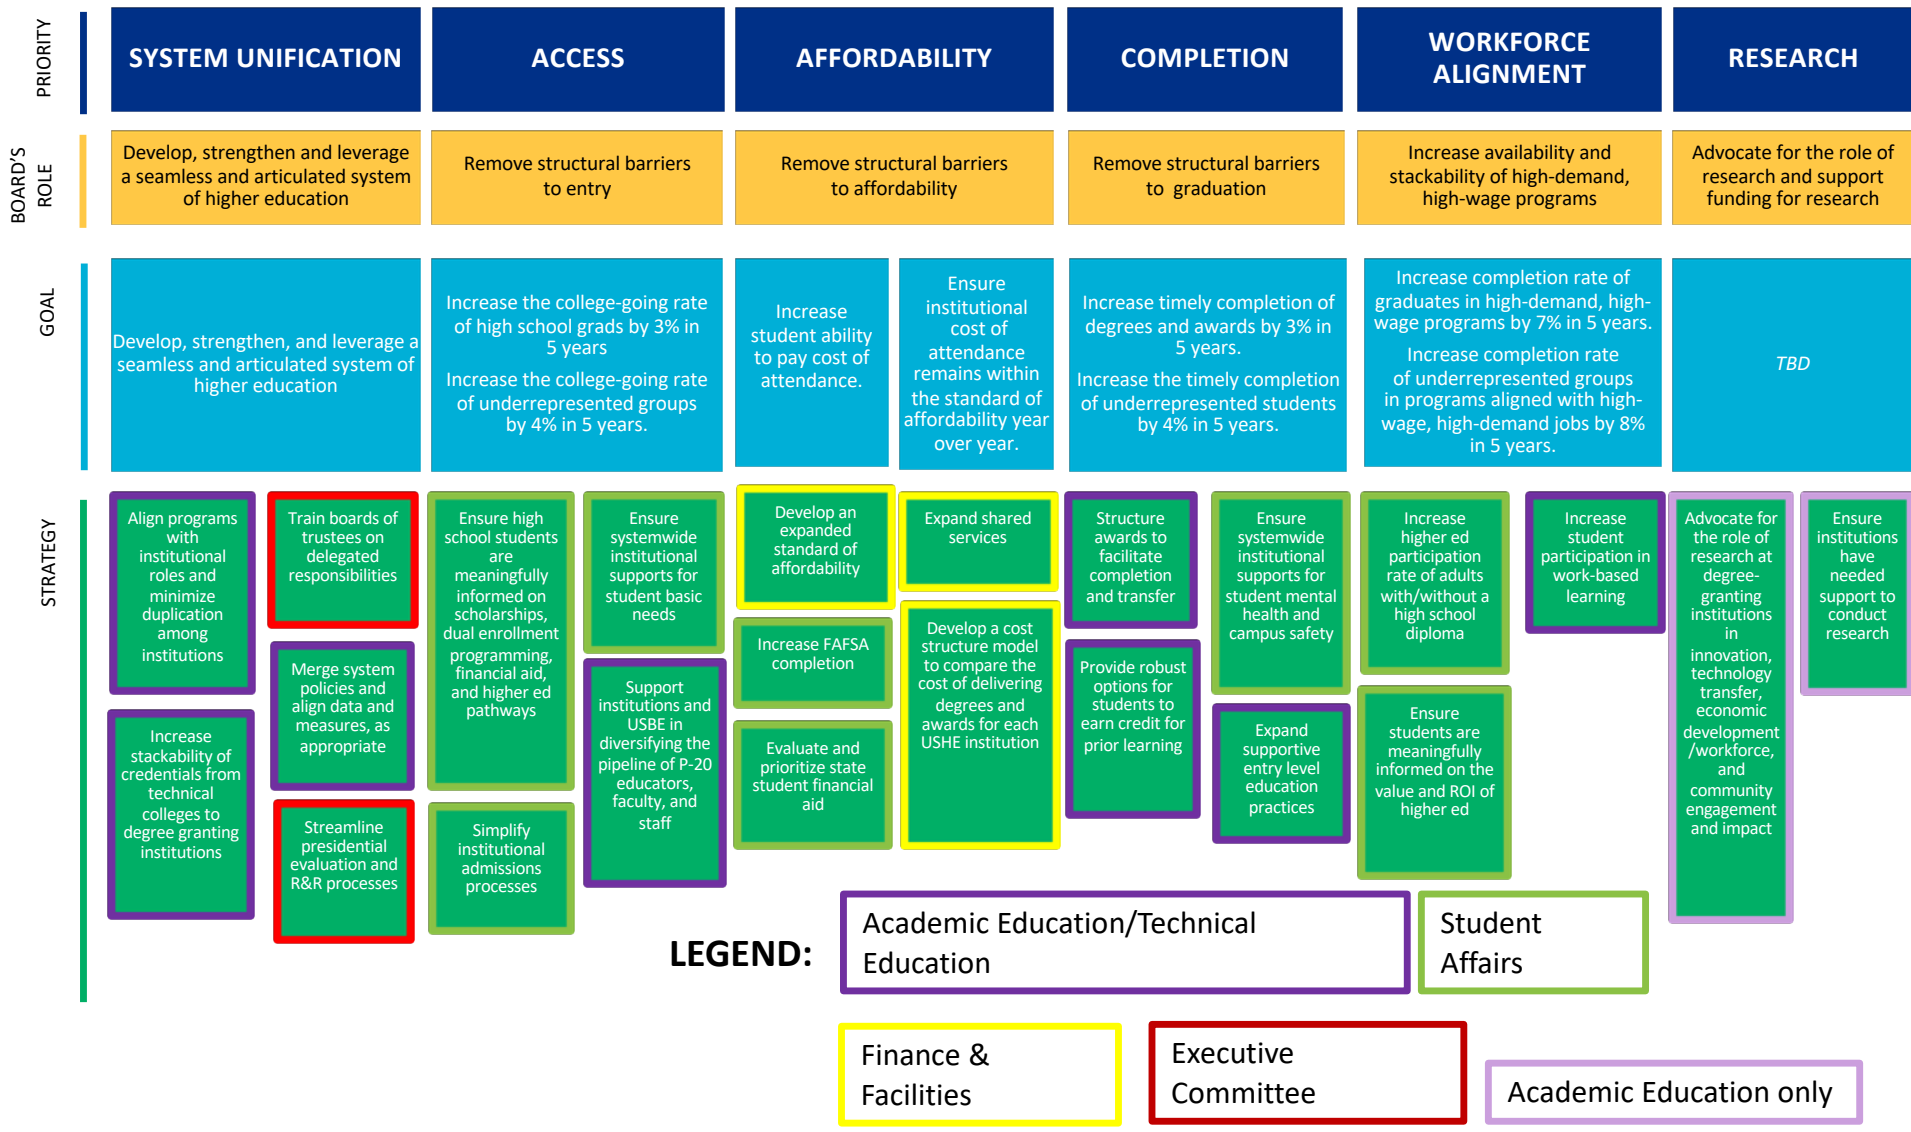 PRIORITY
SYSTEM UNIFICATION
ACCESS
AFFORDABILITY
COMPLETION
WORKFORCE
ALIGNMENT
RESEARCH
BOARD'S
ROLE
Develop, strengthen and leverage
a seamless and articulated system
of higher education
Remove structural barriers
to entry
Remove structural barriers
to affordability
Remove structural barriers
to graduation
Increase availability and
stackability of high-demand,
high-wage programs
Advocate for the role of
research and support
funding for research
GOAL
Develop, strengthen, and leverage a
seamless and articulated system of
higher education
Increase the college-going rate
of high school grads by 3% in
5 years
Increase the college-going rate
of underrepresented groups
by 4% in 5 years.
Increase
student ability
to pay cost of
attendance.
Ensure
institutional
cost of
attendance
remains within
the standard of
affordability year
over year.
Increase timely completion of
degrees and awards by 3% in
5 years.
Increase the timely completion
of underrepresented students
by 4% in 5 years.
Increase completion rate of
graduates in high-demand, high-
wage programs by 7% in 5 years.
Increase completion rate
of underrepresented groups
in programs aligned with high-
wage, high-demand jobs by 8%
in 5 years.
TBD
STRATEGY
Align programs
with
institutional
roles and
minimize
duplication
among
institutions
Increase
stackability of
credentials from
technical
colleges to
degree granting
institutions
Train boards of
trustees on
delegated
responsibilities
Merge system
policies and
align data and
measures, as
appropriate
Streamline
presidential
evaluation and
R&R processes
Ensure high
school students
are
meaningfully
informed on
scholarships,
dual enrollment
programming,
financial aid,
and higher ed
pathways
Simplify
institutional
admissions
processes
Ensure
systemwide
institutional
supports for
student basic
needs
Support
institutions and
USBE in
diversifying the
pipeline of P-20
educators,
faculty, and
staff
Develop an
expanded
standard of
affordability
Increase FAFSA
completion
Evaluate and
prioritize state
student financial
aid
Expand shared
services
Develop a cost
structure model
to compare the
cost of delivering
degrees and
awards for each
USHE institution
Structure
awards to
facilitate
completion
and transfer
Provide robust
options for
students to
earn credit for
prior learning
Ensure
systemwide
institutional
supports for
student mental
health and
campus safety
Expand
supportive
entry level
education
practices
Increase
higher ed
participation
rate of adults
with/without a
high school
diploma
Ensure
students are
meaningfully
informed on the
value and ROI of
higher ed
Increase
student
participation in
work-based
learning
Advocate for
the role of
research at
degree-
granting
institutions
in
innovation,
technology
transfer,
economic
development
/workforce,
and
community
engagement
and impact
Ensure
institutions
have
needed
support to
conduct
research
LEGEND:
Academic Education/Technical
Education
Student
Affairs
Finance &
Facilities
Executive
Committee
Academic Education only